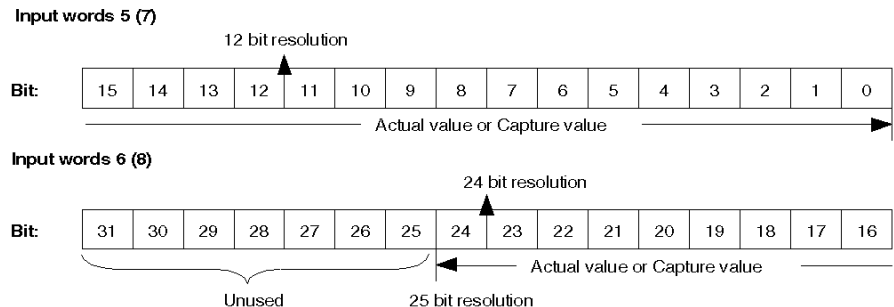 Input words 5 (7)
12 bit resolution
Bit: 15 14 13 12 11 10 9 8 7 6 5 4 3 2 1 0
Actual value or Capture value
Input words 6 (8)
24 bit resolution
Bit: 31 30 29 28 27 26 25 24 23 22 21 20 19 18 17 16
Actual value or Capture value
Unused 25 bit resolution